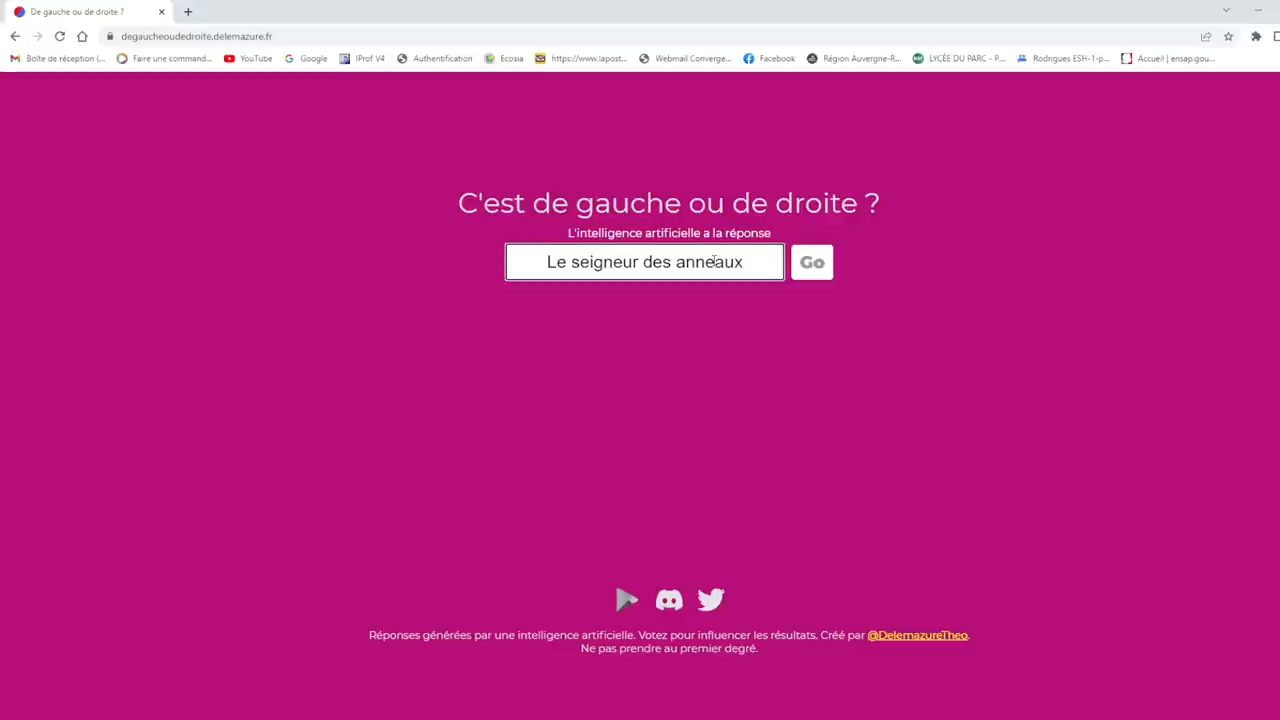 De gauche ou de droite ?
degaucheoudedroite.delemazure.fr
Boîte de réception (... Faire une command... YouTube Google IProf V4 Authentification Ecosia https://www.lapost... Webmail Converge... Facebook Région Auvergne-R... LYCÉE DU PARC - P... Rodrigues ESH-1-p... Accueil | ensap.gou...
C'est de gauche ou de droite ?
L'intelligence artificielle a la réponse
Le seigneur des anneaux Go
Réponses générées par une intelligence artificielle. Votez pour influencer les résultats. Créé par @DelemazureTheo.
Ne pas prendre au premier degré.